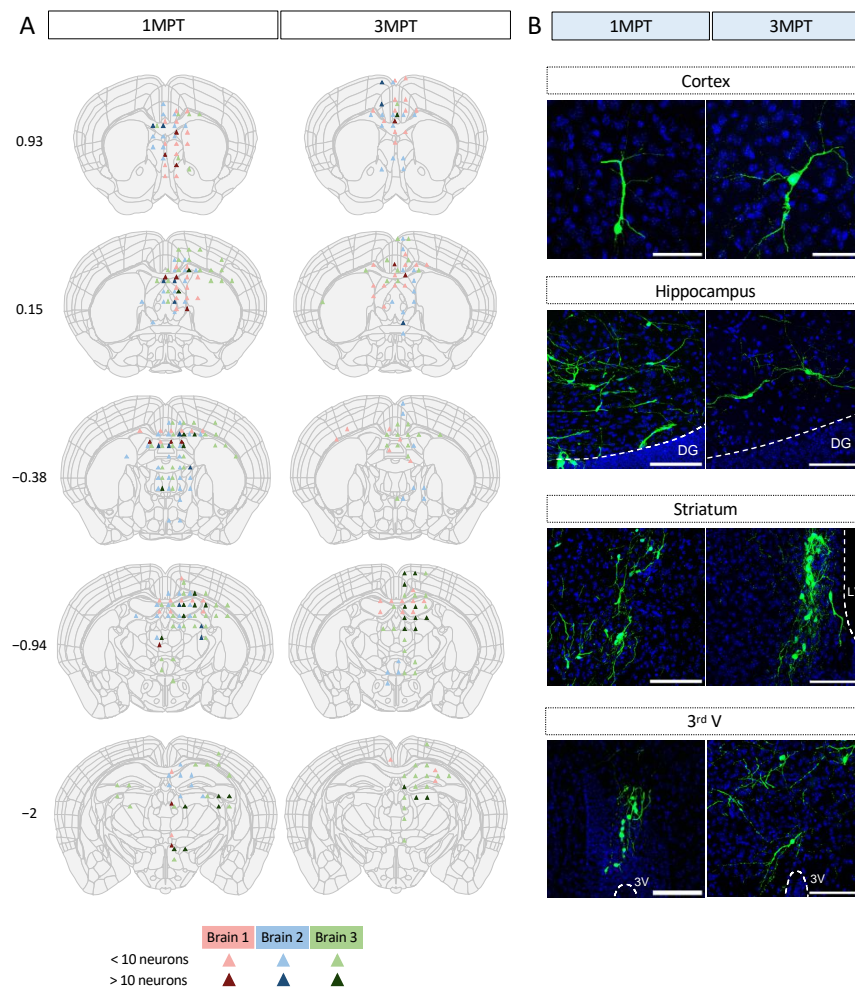 A
1MPT
3MPT
0.93
0.15
−0.38
−0.94
−2
Brain 1
Brain 2
Brain 3
< 10 neurons
> 10 neurons
B
1MPT
3MPT
Cortex
Hippocampus
DG
DG
Striatum
3rd V
3V
3V